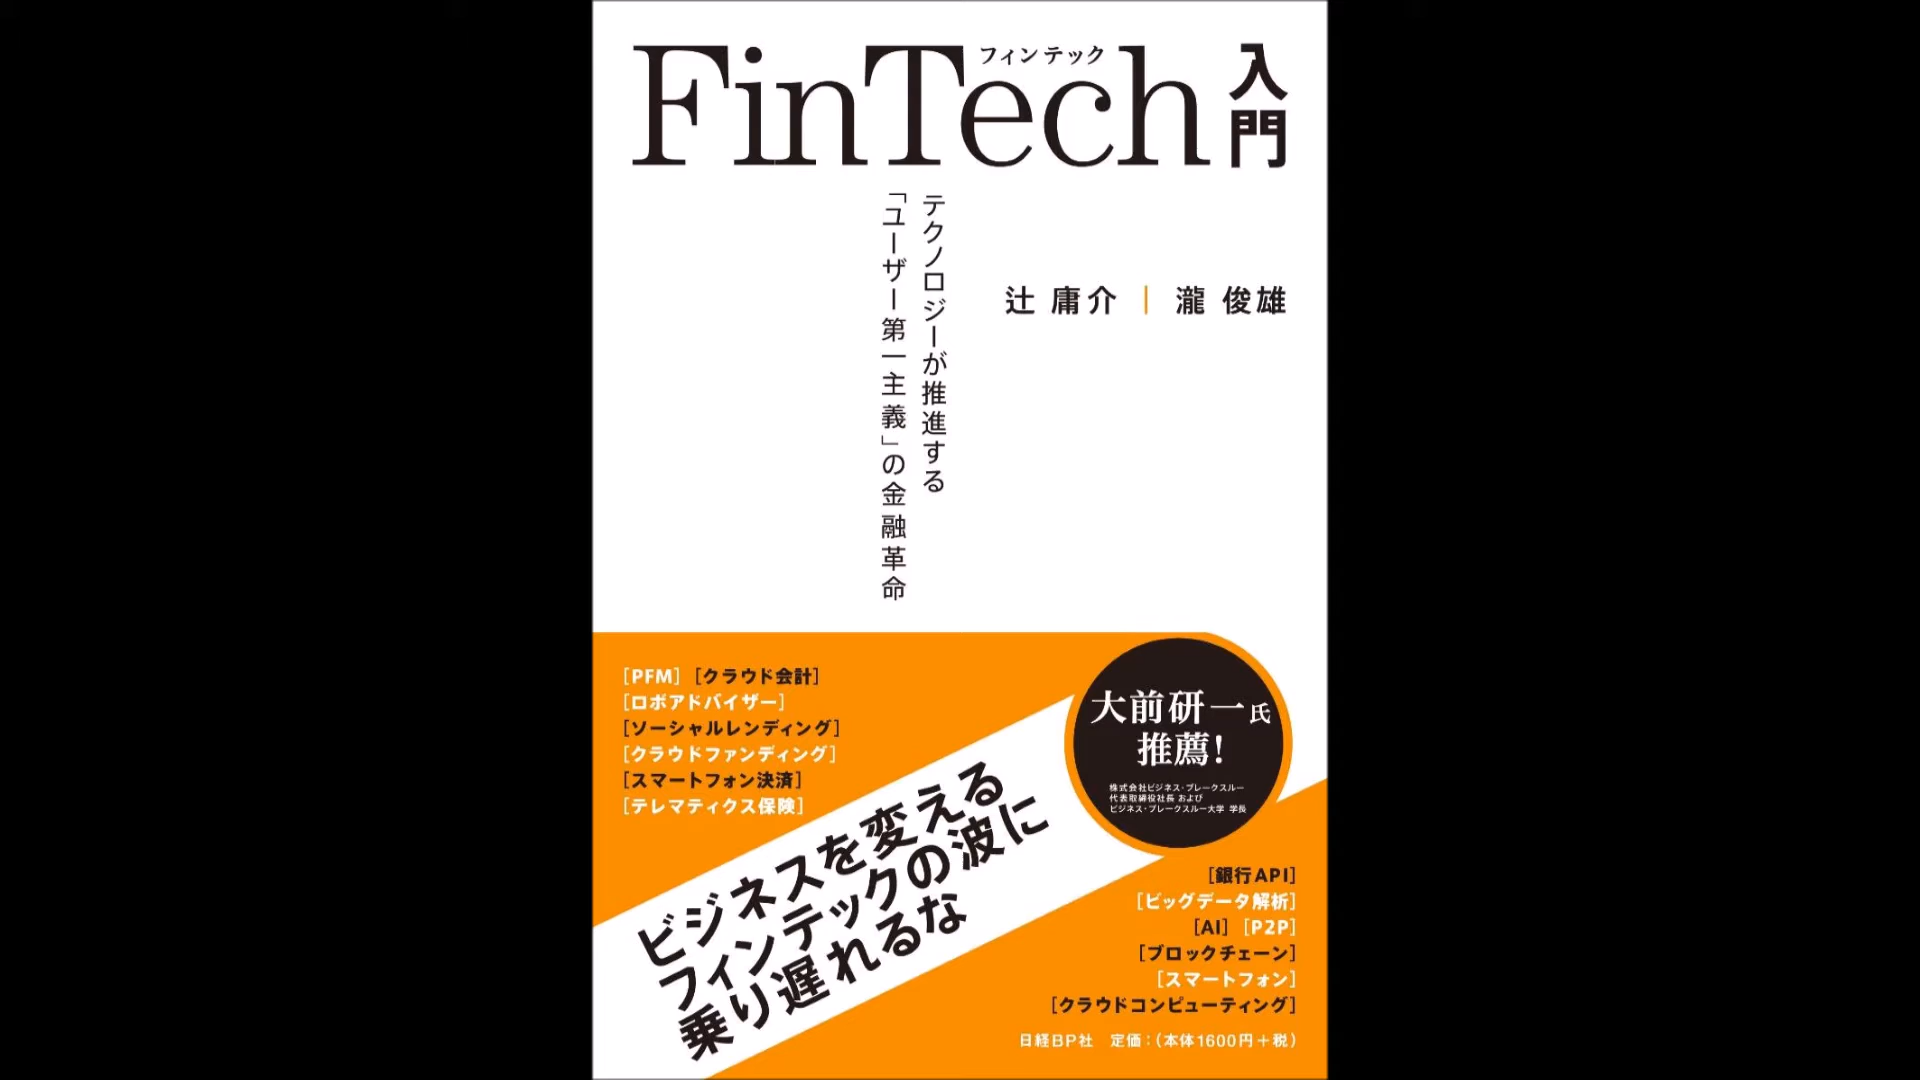 フィンテック
FinTech入門
テクノロジーが推進する
「ユーザー第一主義」の金融革命
辻 庸介 | 瀧 俊雄
[PFM] [クラウド会計]
[ロボアドバイザー]
[ソーシャルレンディング]
[クラウドファンディング]
[スマートフォン決済]
[テレマティクス保険]
大前研一氏
推薦!
株式会社ビジネス・ブレークスルー
代表取締役社長 および
ビジネス・ブレークスルー大学 学長
ビジネスを変える
フィンテックの波に
乗り遅れるな
[銀行API]
[ビッグデータ解析]
[AI] [P2P]
[ブロックチェーン]
[スマートフォン]
[クラウドコンピューティング]
日経BP社 定価:(本体1600円+税)